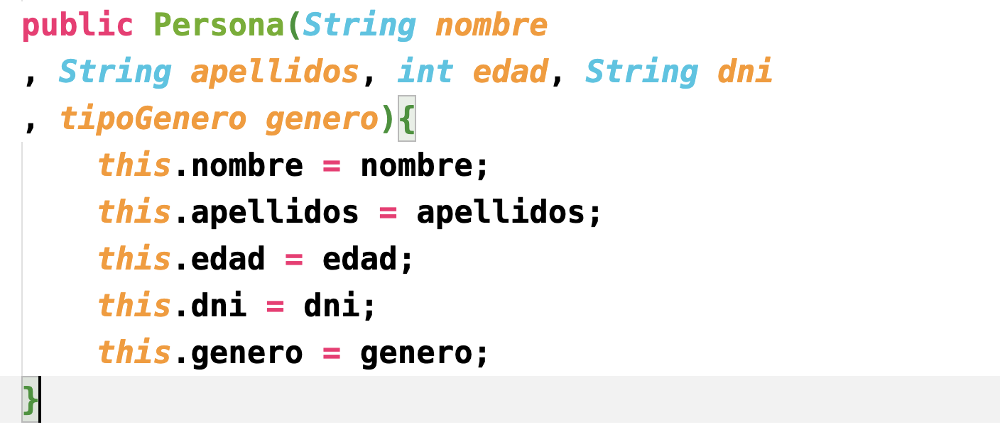 public Persona(String nombre
, String apellidos, int edad, String dni
, tipoGenero genero){
    this.nombre = nombre;
    this.apellidos = apellidos;
    this.edad = edad;
    this.dni = dni;
    this.genero = genero;
}